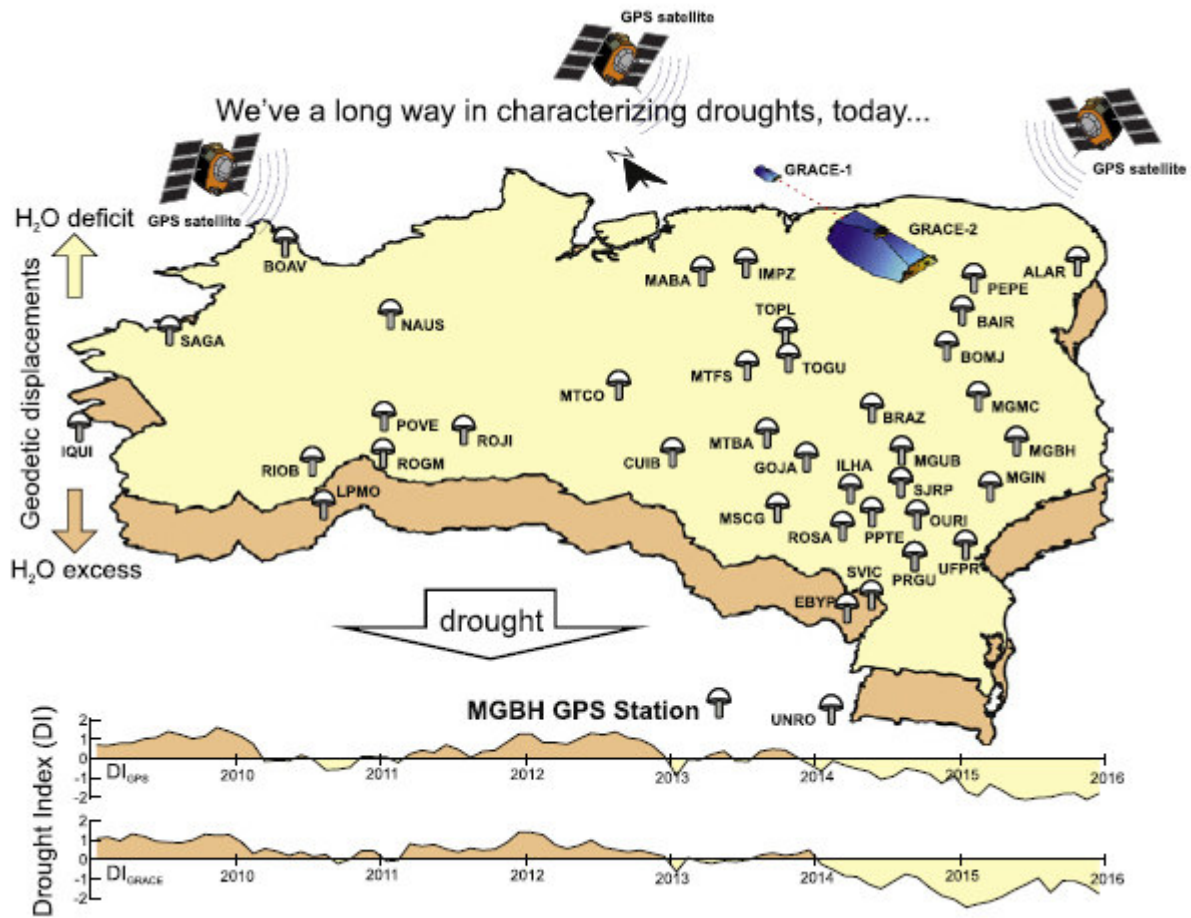 GPS satellite
We've a long way in characterizing droughts, today...
GPS satellite
GPS satellite
N
GRACE-1
GRACE-2
H₂O deficit
Geodetic displacements
H₂O excess
BOAV
SAGA
NAUS
IQUI
RIOB
LPMO
POVE
ROGM
ROJI
MTCO
CUIB
MABA
IMPZ
TOPL
TOGU
MTFS
MTBA
GOJA
MSCG
ROSA
ILHA
PPTE
BRAZ
MGUB
SJRP
OURI
PRGU
UFPR
SVIC
EBYP
ALAR
PEPE
BAIR
BOMJ
MGMC
MGBH
MGIN
drought
MGBH GPS Station
UNRO
Drought Index (DI)
2
1
0
-1
-2
DI_GPS
2010
2011
2012
2013
2014
2015
2016
2
1
0
-1
-2
DI_GRACE
2010
2011
2012
2013
2014
2015
2016